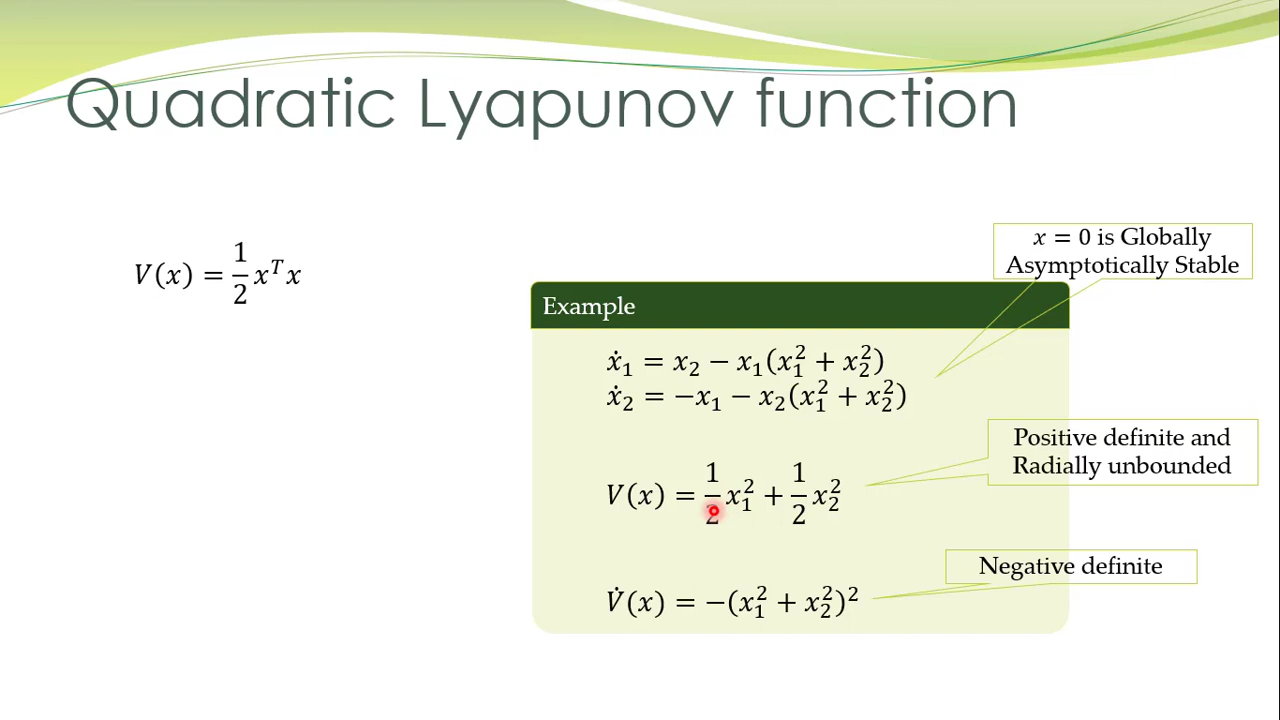 Quadratic Lyapunov function
V(x) = 1/2 x^T x
x = 0 is Globally
Asymptotically Stable
Example
ẋ₁ = x₂ − x₁(x₁² + x₂²)
ẋ₂ = −x₁ − x₂(x₁² + x₂²)
Positive definite and
Radially unbounded
V(x) = 1/2 x₁² + 1/2 x₂²
Negative definite
V̇(x) = −(x₁² + x₂²)²